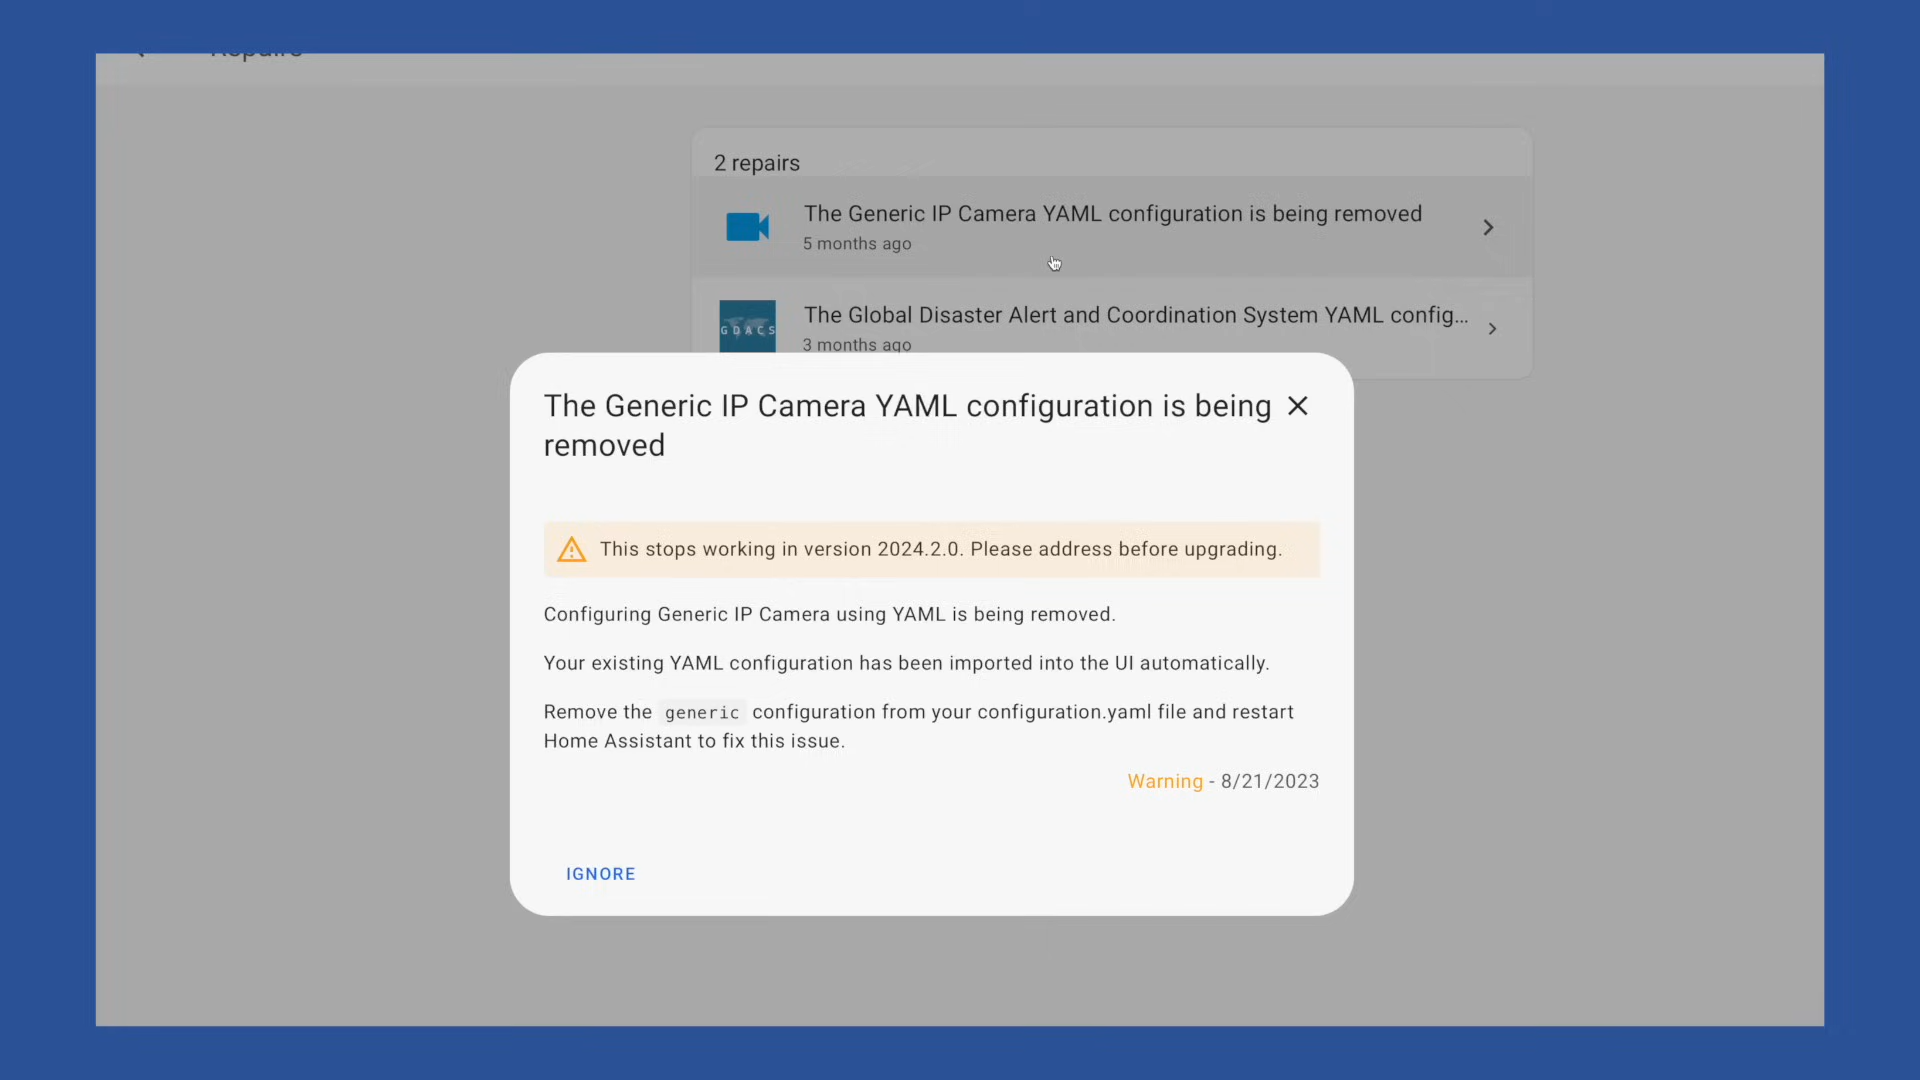 Repairs
2 repairs
The Generic IP Camera YAML configuration is being removed
5 months ago
GDACS
The Global Disaster Alert and Coordination System YAML config...
3 months ago
The Generic IP Camera YAML configuration is being
removed
This stops working in version 2024.2.0. Please address before upgrading.
Configuring Generic IP Camera using YAML is being removed.
Your existing YAML configuration has been imported into the UI automatically.
Remove the generic configuration from your configuration.yaml file and restart
Home Assistant to fix this issue.
Warning - 8/21/2023
IGNORE